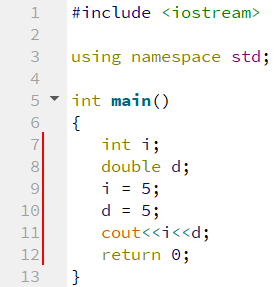 1 #include <iostream>
2
3 using namespace std;
4
5 int main()
6 {
7    int i;
8    double d;
9    i = 5;
10    d = 5;
11    cout<<i<<d;
12    return 0;
13 }